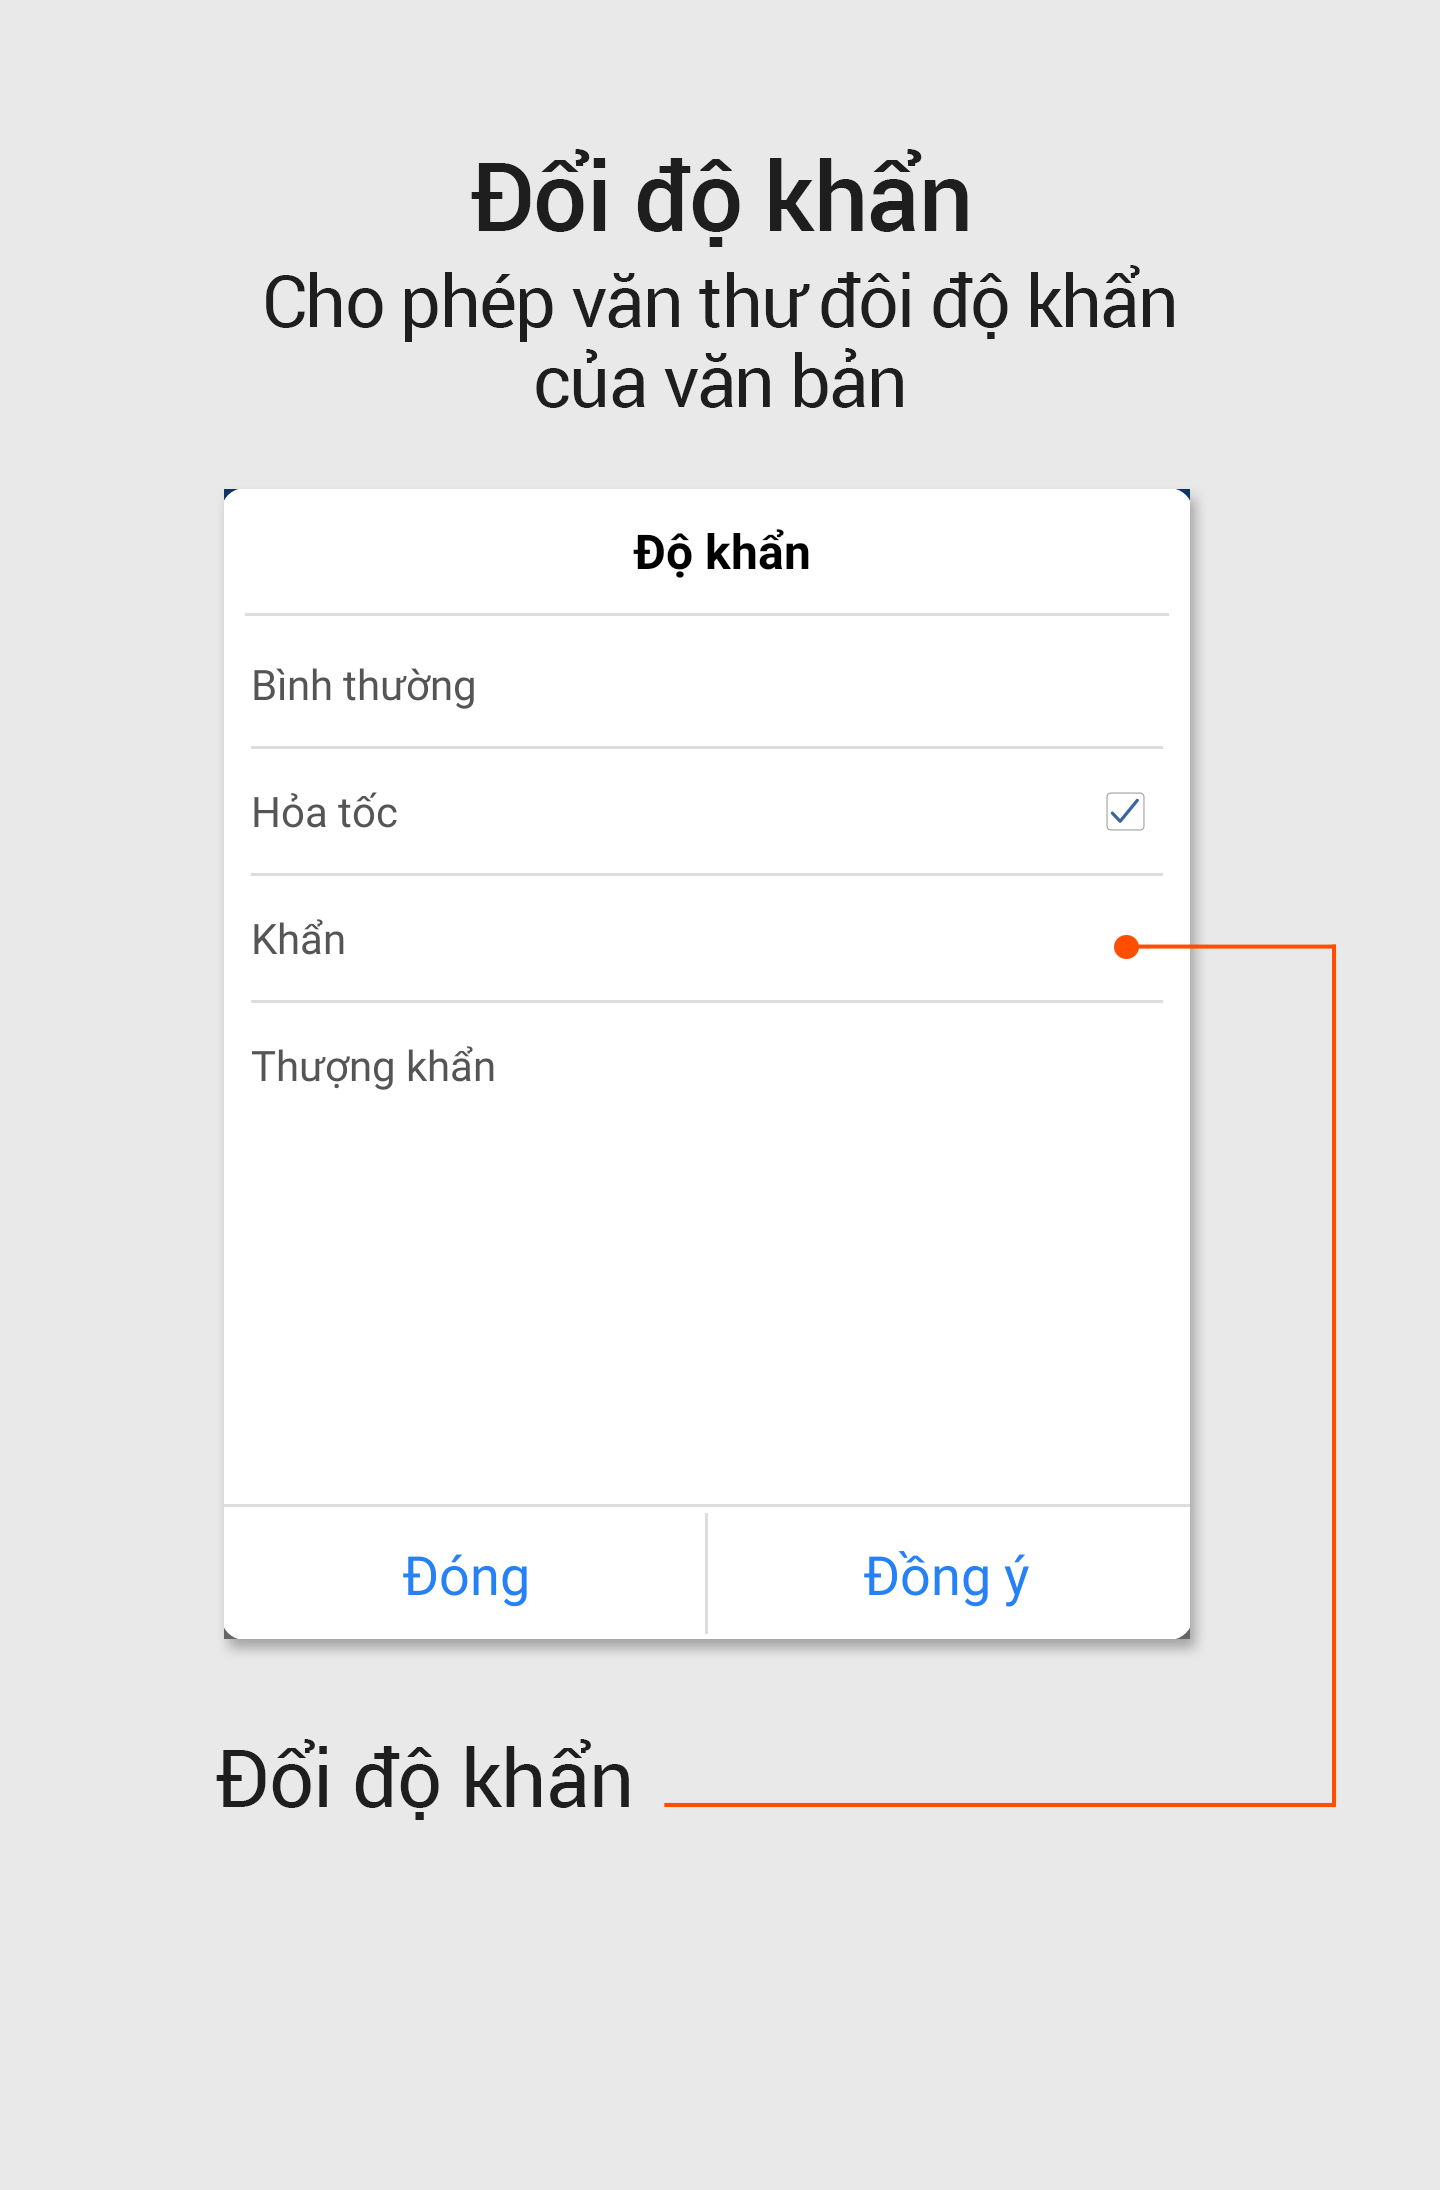 Đổi độ khẩn
Cho phép văn thư đôi độ khẩn
của văn bản
Độ khẩn
Bình thường
Hỏa tốc
Khẩn
Thượng khẩn
Đóng
Đồng ý
Đổi độ khẩn